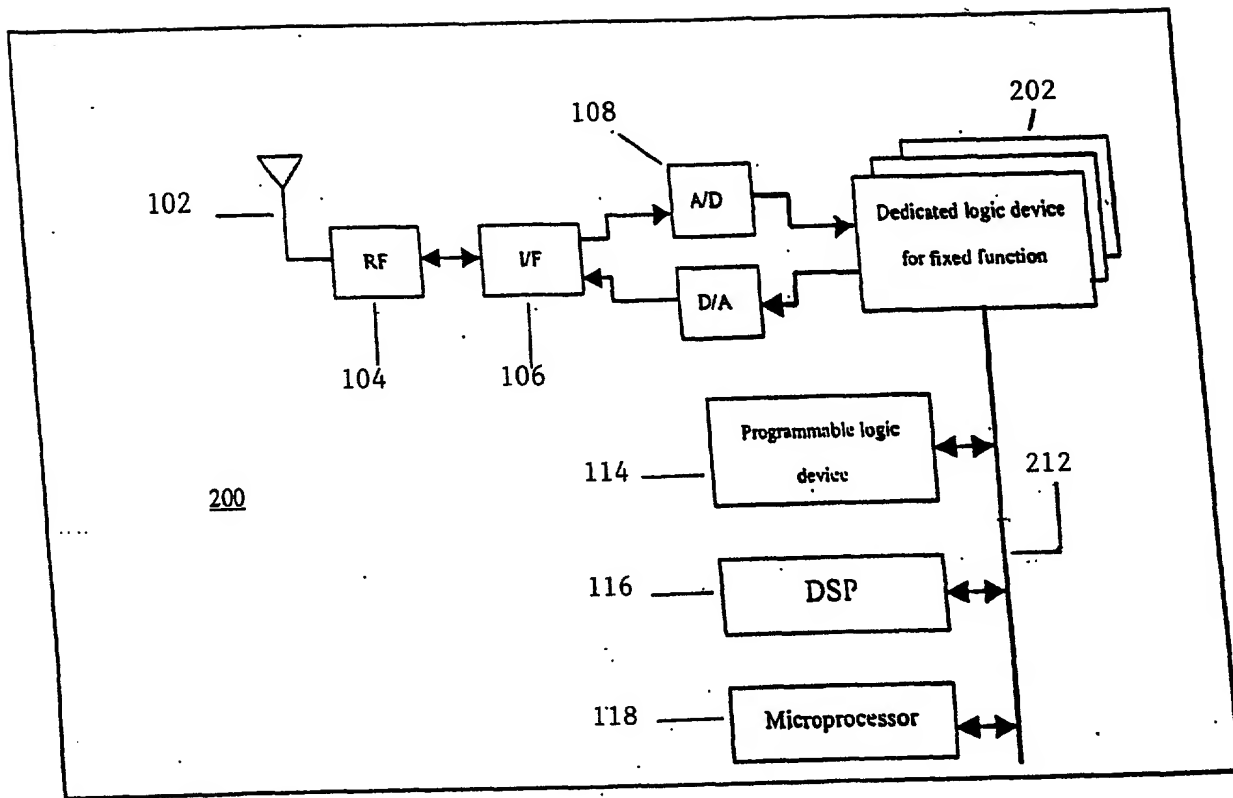 202
108
A/D
Dedicated logic device
for fixed function
102
RF
I/F
D/A
104
106
Programmable logic
device
114
212
200
116
DSP
118
Microprocessor